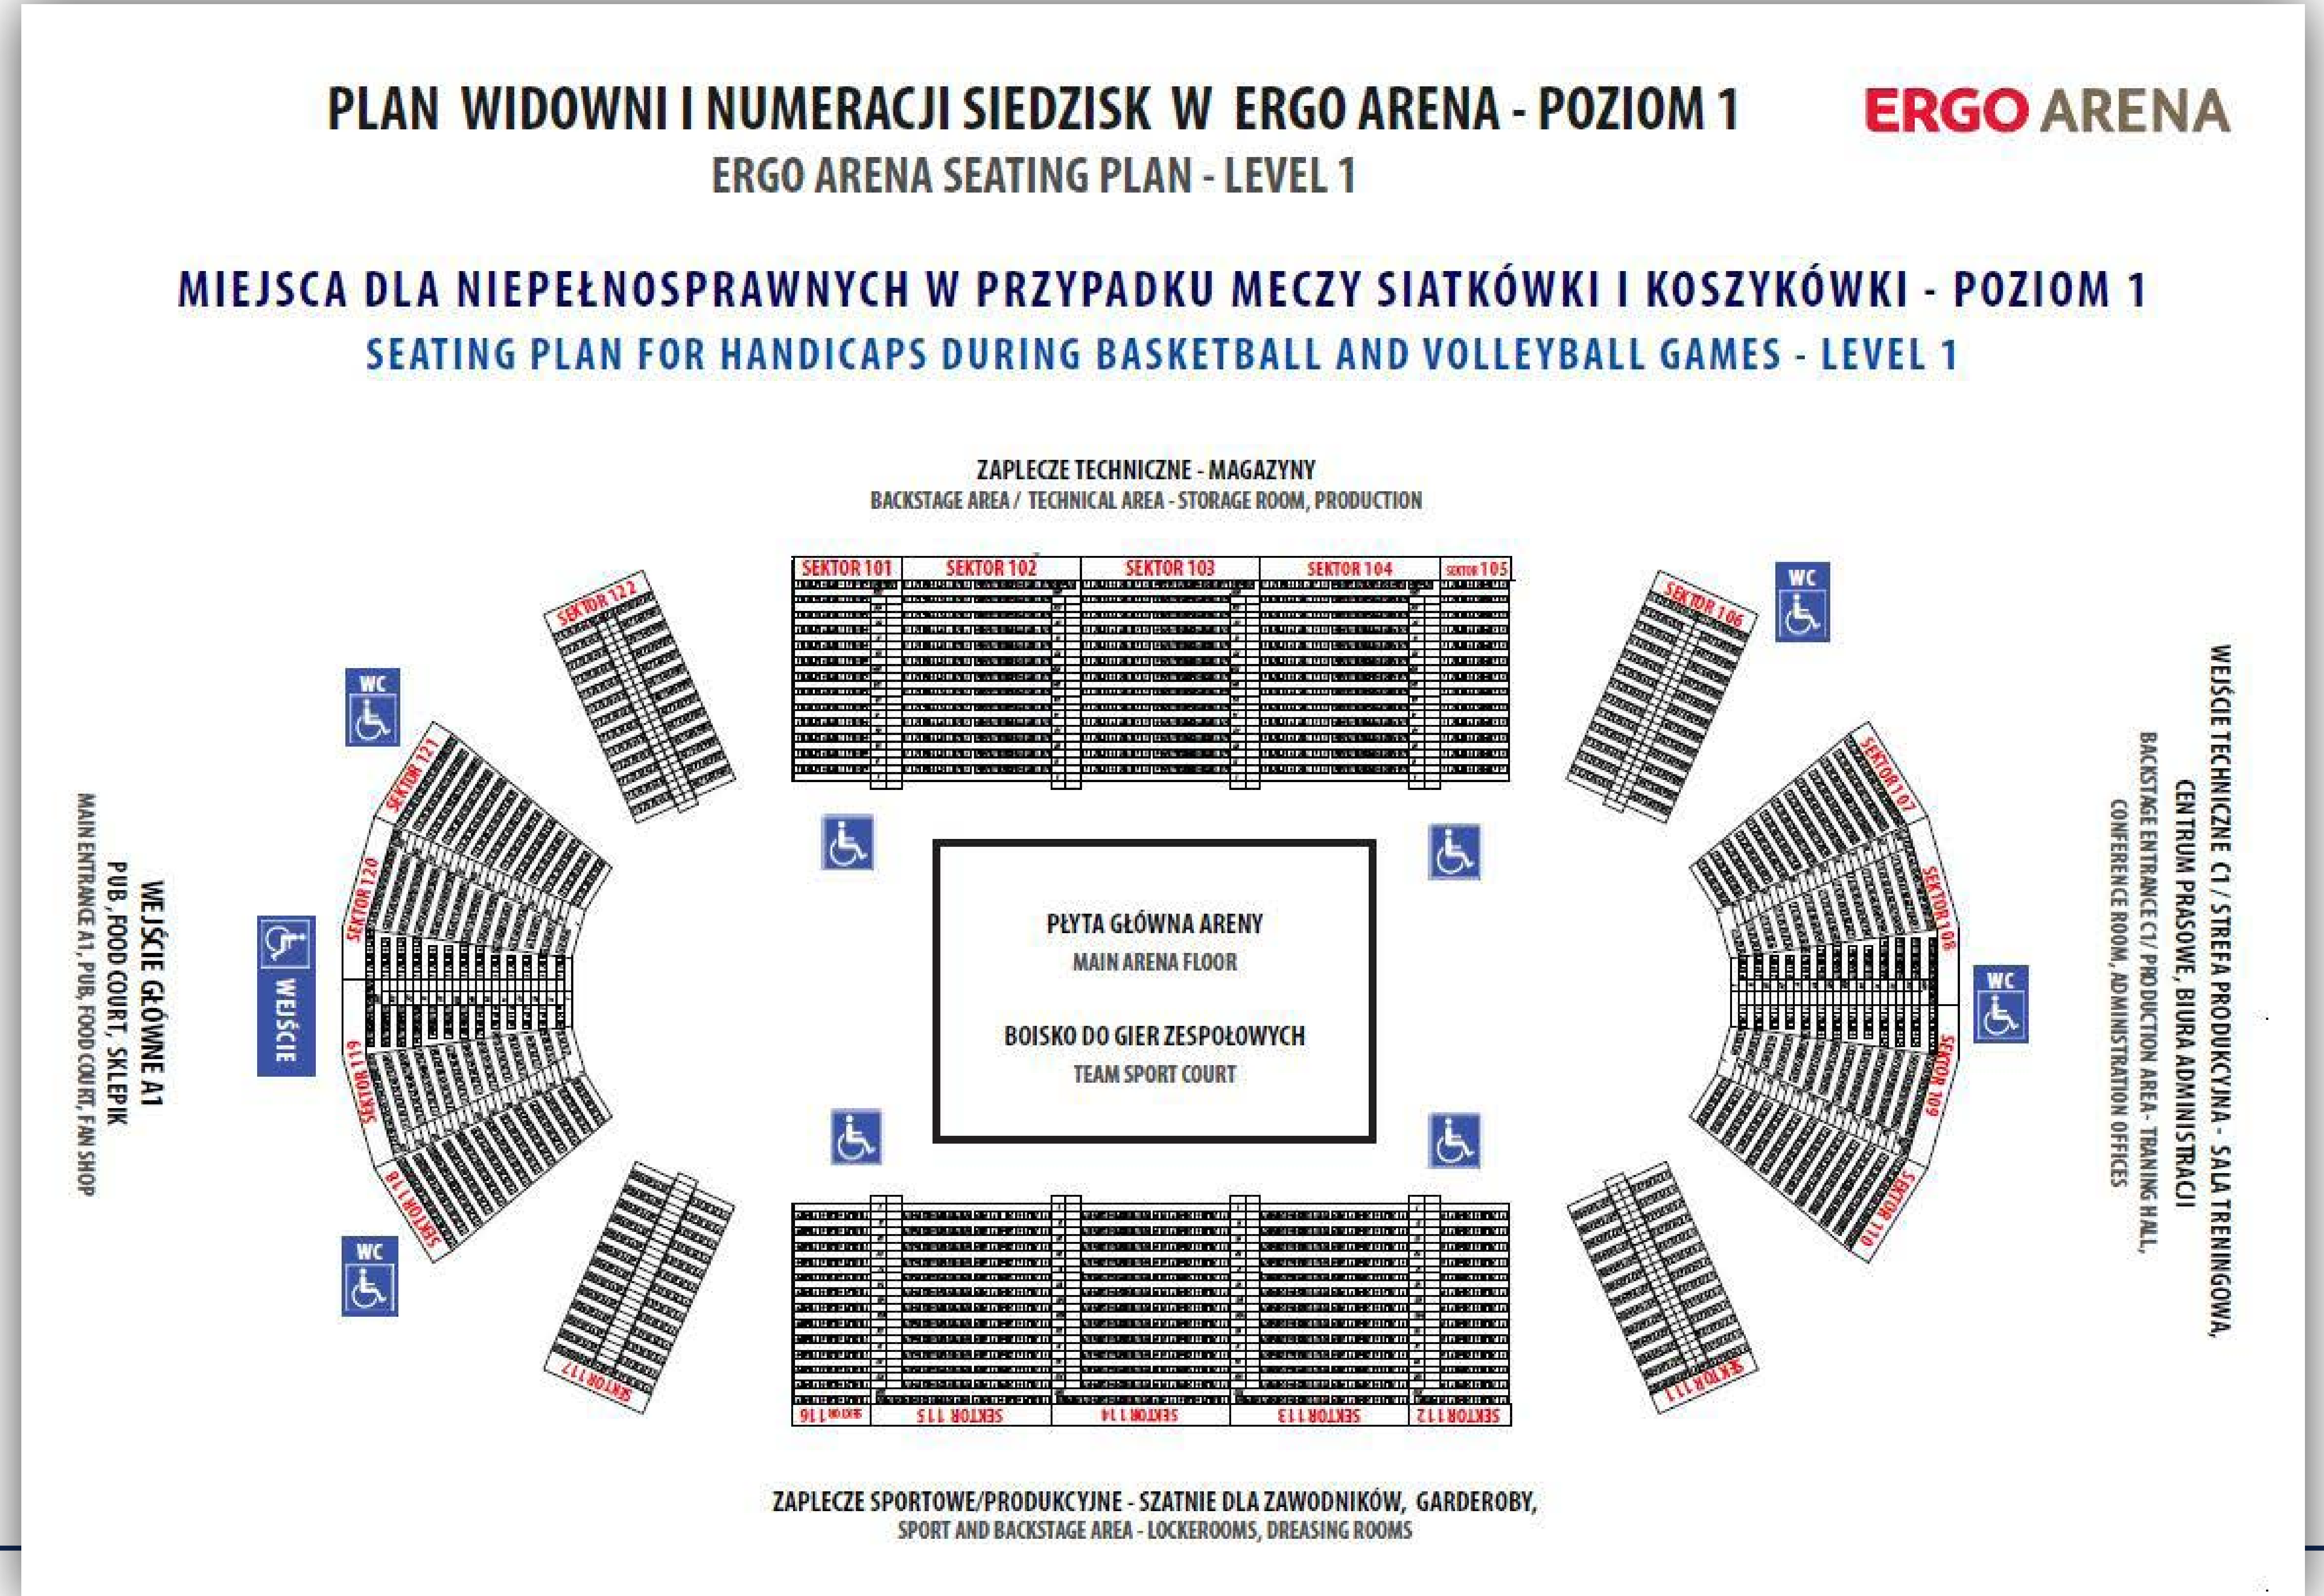 PLAN WIDOWNI I NUMERACJI SIEDZISK W ERGO ARENA - POZIOM 1
ERGO ARENA
ERGO ARENA SEATING PLAN - LEVEL 1
MIEJSCA DLA NIEPEŁNOSPRAWNYCH W PRZYPADKU MECZY SIATKÓWKI I KOSZYKÓWKI - POZIOM 1
SEATING PLAN FOR HANDICAPS DURING BASKETBALL AND VOLLEYBALL GAMES - LEVEL 1
ZAPLECZE TECHNICZNE - MAGAZYNY
BACKSTAGE AREA / TECHNICAL AREA - STORAGE ROOM, PRODUCTION
SEKTOR 101
SEKTOR 102
SEKTOR 103
SEKTOR 104
SEKTOR 105
SEKTOR 122
SEKTOR 106
WC
WC
SEKTOR 121
SEKTOR 107
SEKTOR 120
SEKTOR 108
WEJŚCIE GŁÓWNE A1
PUB ,FOOD COURT, SKLEPIK
MAIN ENTRANCE A1, PUB, FOOD COURT, FAN SHOP
WEJŚCIE
PŁYTA GŁÓWNA ARENY
MAIN ARENA FLOOR
BOISKO DO GIER ZESPOŁOWYCH
TEAM SPORT COURT
WC
WEJŚCIE TECHNICZNE C1 / STREFA PRODUKCYJNA - SALA TRENINGOWA,
CENTRUM PRASOWE, BIURA ADMINISTRACJI
BACKSTAGE ENTRANCE C1/ PRODUCTION AREA - TRANING HALL,
CONFERENCE ROOM, ADMINISTRATION OFFICES
SEKTOR 119
SEKTOR 109
SEKTOR 118
SEKTOR 110
WC
SEKTOR 117
SEKTOR 111
SEKTOR 116
SEKTOR 115
SEKTOR 114
SEKTOR 113
SEKTOR 112
ZAPLECZE SPORTOWE/PRODUKCYJNE - SZATNIE DLA ZAWODNIKÓW, GARDEROBY,
SPORT AND BACKSTAGE AREA - LOCKEROOMS, DREASING ROOMS